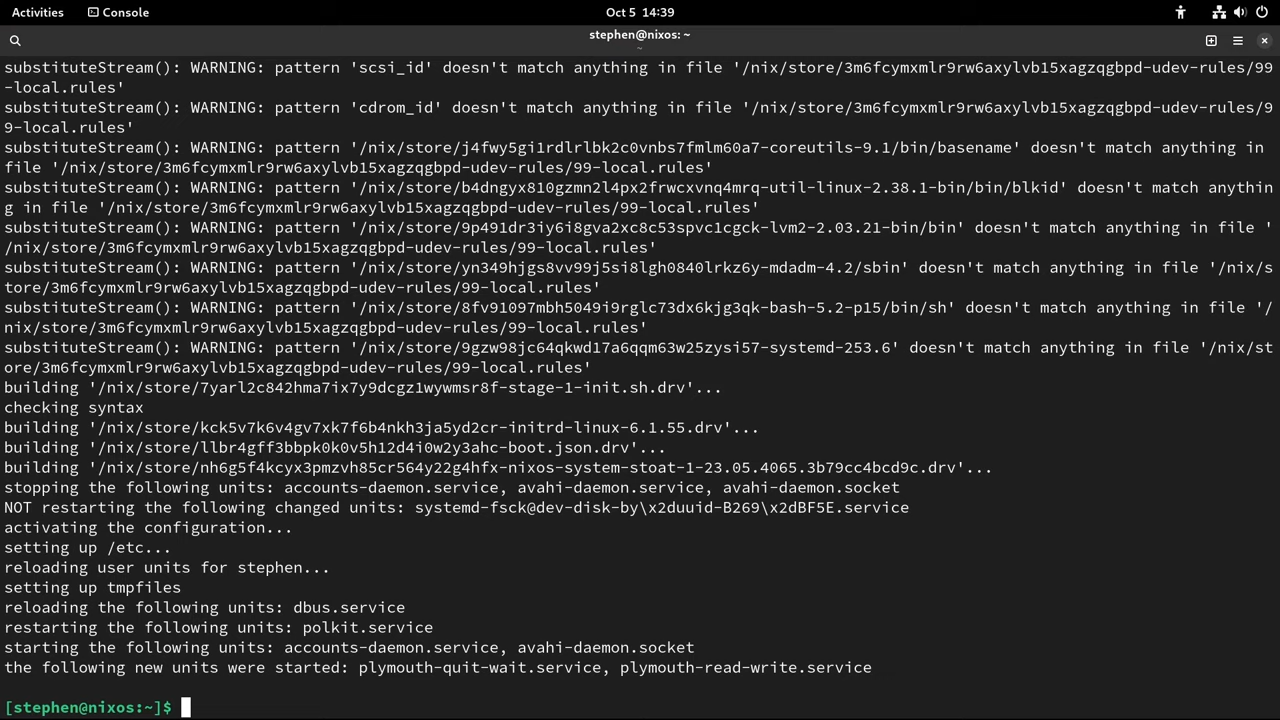 Activities
Console
Oct 5 14:39
stephen@nixos: ~
~
substituteStream(): WARNING: pattern 'scsi_id' doesn't match anything in file '/nix/store/3m6fcymxmlr9rw6axylvb15xagzqgbpd-udev-rules/99
-local.rules'
substituteStream(): WARNING: pattern 'cdrom_id' doesn't match anything in file '/nix/store/3m6fcymxmlr9rw6axylvb15xagzqgbpd-udev-rules/9
9-local.rules'
substituteStream(): WARNING: pattern '/nix/store/j4fwy5gi1rdlrlbk2c0vnbs7fmlm60a7-coreutils-9.1/bin/basename' doesn't match anything in
file '/nix/store/3m6fcymxmlr9rw6axylvb15xagzqgbpd-udev-rules/99-local.rules'
substituteStream(): WARNING: pattern '/nix/store/b4dngyx810gzmn2l4px2frwcxvnq4mrq-util-linux-2.38.1-bin/bin/blkid' doesn't match anythin
g in file '/nix/store/3m6fcymxmlr9rw6axylvb15xagzqgbpd-udev-rules/99-local.rules'
substituteStream(): WARNING: pattern '/nix/store/9p491dr3iy6i8gva2xc8c53spvc1cgck-lvm2-2.03.21-bin/bin' doesn't match anything in file '
/nix/store/3m6fcymxmlr9rw6axylvb15xagzqgbpd-udev-rules/99-local.rules'
substituteStream(): WARNING: pattern '/nix/store/yn349hjgs8vv99j5si8lgh0840lrkz6y-mdadm-4.2/sbin' doesn't match anything in file '/nix/s
tore/3m6fcymxmlr9rw6axylvb15xagzqgbpd-udev-rules/99-local.rules'
substituteStream(): WARNING: pattern '/nix/store/8fv91097mbh5049i9rglc73dx6kjg3qk-bash-5.2-p15/bin/sh' doesn't match anything in file '/
nix/store/3m6fcymxmlr9rw6axylvb15xagzqgbpd-udev-rules/99-local.rules'
substituteStream(): WARNING: pattern '/nix/store/9gzw98jc64qkwd17a6qqm63w25zysi57-systemd-253.6' doesn't match anything in file '/nix/st
ore/3m6fcymxmlr9rw6axylvb15xagzqgbpd-udev-rules/99-local.rules'
building '/nix/store/7yarl2c842hma7ix7y9dcgz1wywmsr8f-stage-1-init.sh.drv'...
checking syntax
building '/nix/store/kck5v7k6v4gv7xk7f6b4nkh3ja5yd2cr-initrd-linux-6.1.55.drv'...
building '/nix/store/llbr4gff3bbpk0k0v5h12d4i0w2y3ahc-boot.json.drv'...
building '/nix/store/nh6g5f4kcyx3pmzvh85cr564y22g4hfx-nixos-system-stoat-1-23.05.4065.3b79cc4bcd9c.drv'...
stopping the following units: accounts-daemon.service, avahi-daemon.service, avahi-daemon.socket
NOT restarting the following changed units: systemd-fsck@dev-disk-by\x2duuid-B269\x2dBF5E.service
activating the configuration...
setting up /etc...
reloading user units for stephen...
setting up tmpfiles
reloading the following units: dbus.service
restarting the following units: polkit.service
starting the following units: accounts-daemon.service, avahi-daemon.socket
the following new units were started: plymouth-quit-wait.service, plymouth-read-write.service
[stephen@nixos:~]$